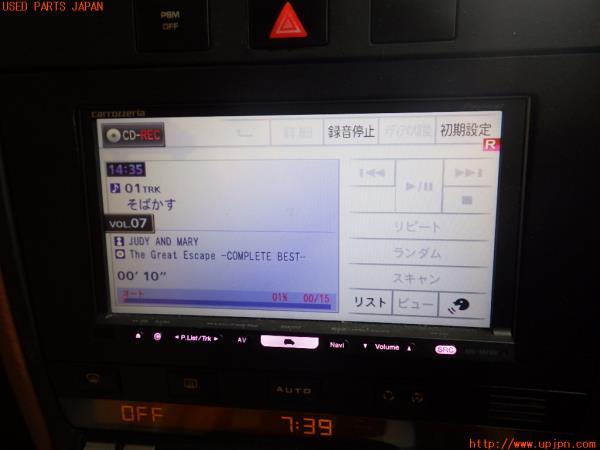 USED PARTS JAPAN
PSM
OFF
carrozzeria
CD-REC
詳細
録音停止
初期設定
R
14:35
01 TRK
そばかす
VOL.07
JUDY AND MARY
The Great Escape -COMPLETE BEST-
00' 10"
オート 01% 00/15
リピート
ランダム
スキャン
リスト ビュー
P.List/Trk AV Navi Volume SRC
AUTO
OFF 7:39
http://www.upjpn.com